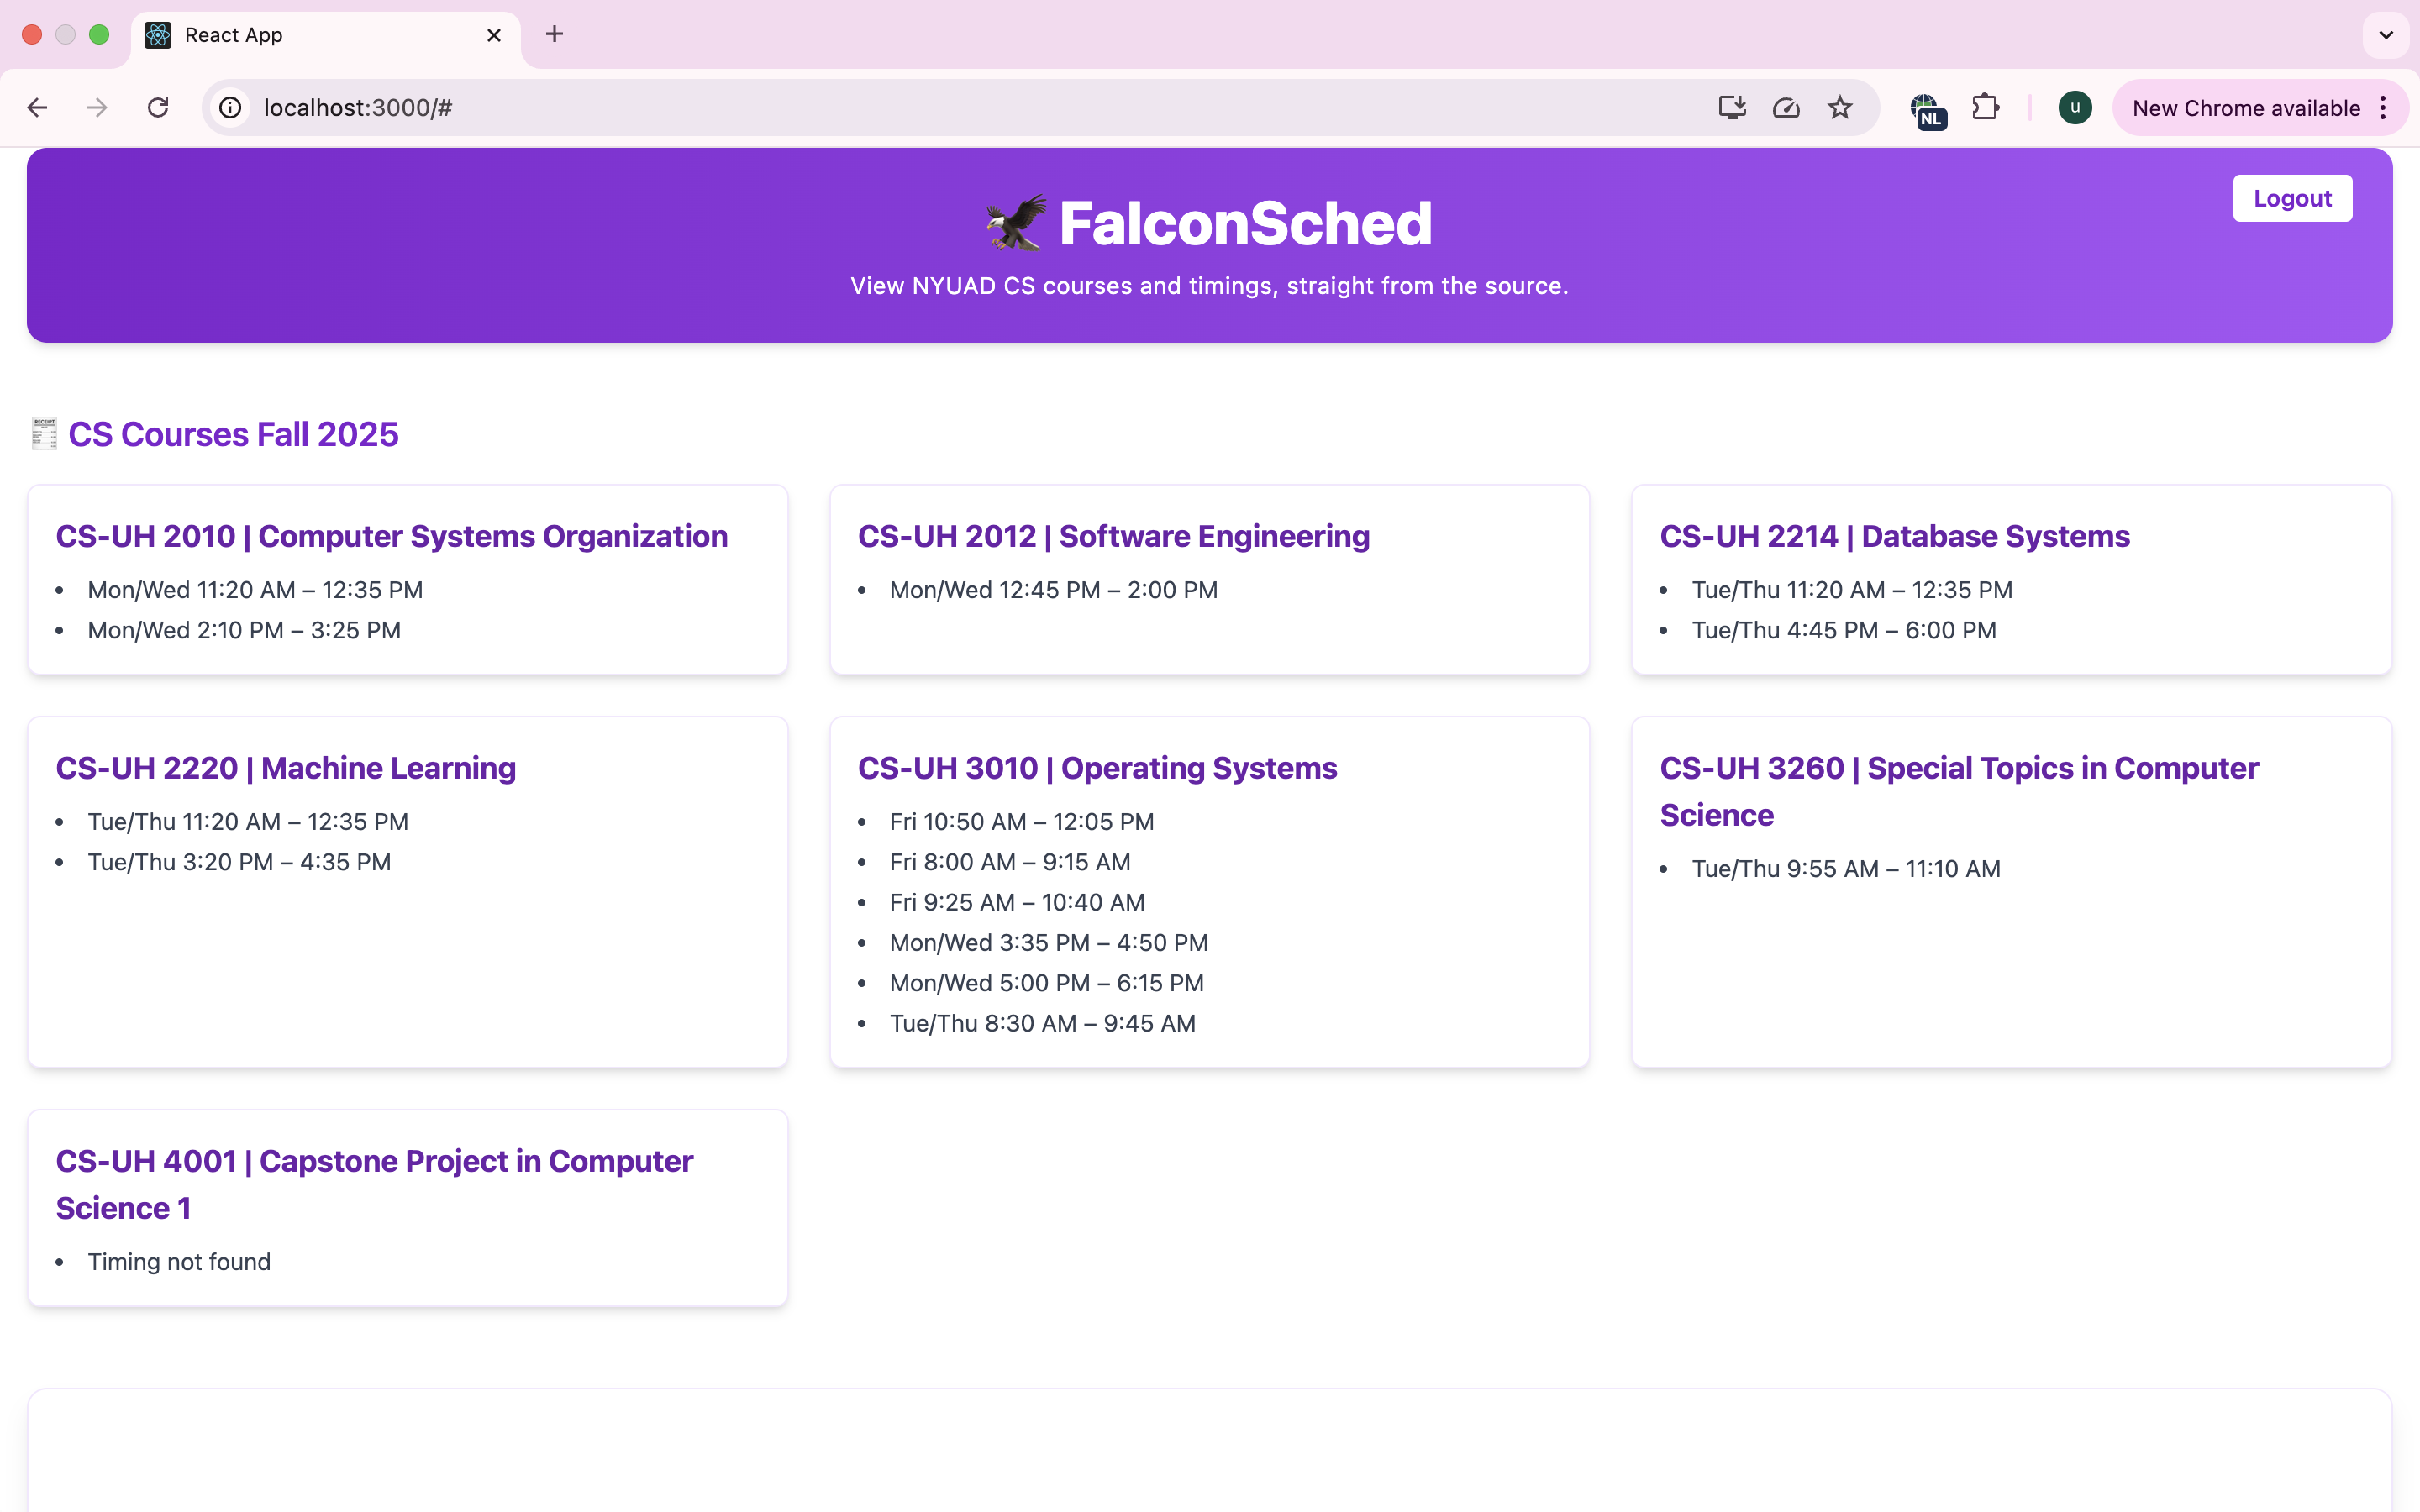 React App
localhost:3000/#
NL
u
New Chrome available
Logout
FalconSched
View NYUAD CS courses and timings, straight from the source.
RECEIPT
CS Courses Fall 2025
CS-UH 2010 | Computer Systems Organization
• Mon/Wed 11:20 AM – 12:35 PM
• Mon/Wed 2:10 PM – 3:25 PM
CS-UH 2012 | Software Engineering
• Mon/Wed 12:45 PM – 2:00 PM
CS-UH 2214 | Database Systems
• Tue/Thu 11:20 AM – 12:35 PM
• Tue/Thu 4:45 PM – 6:00 PM
CS-UH 2220 | Machine Learning
• Tue/Thu 11:20 AM – 12:35 PM
• Tue/Thu 3:20 PM – 4:35 PM
CS-UH 3010 | Operating Systems
• Fri 10:50 AM – 12:05 PM
• Fri 8:00 AM – 9:15 AM
• Fri 9:25 AM – 10:40 AM
• Mon/Wed 3:35 PM – 4:50 PM
• Mon/Wed 5:00 PM – 6:15 PM
• Tue/Thu 8:30 AM – 9:45 AM
CS-UH 3260 | Special Topics in Computer
Science
• Tue/Thu 9:55 AM – 11:10 AM
CS-UH 4001 | Capstone Project in Computer
Science 1
• Timing not found